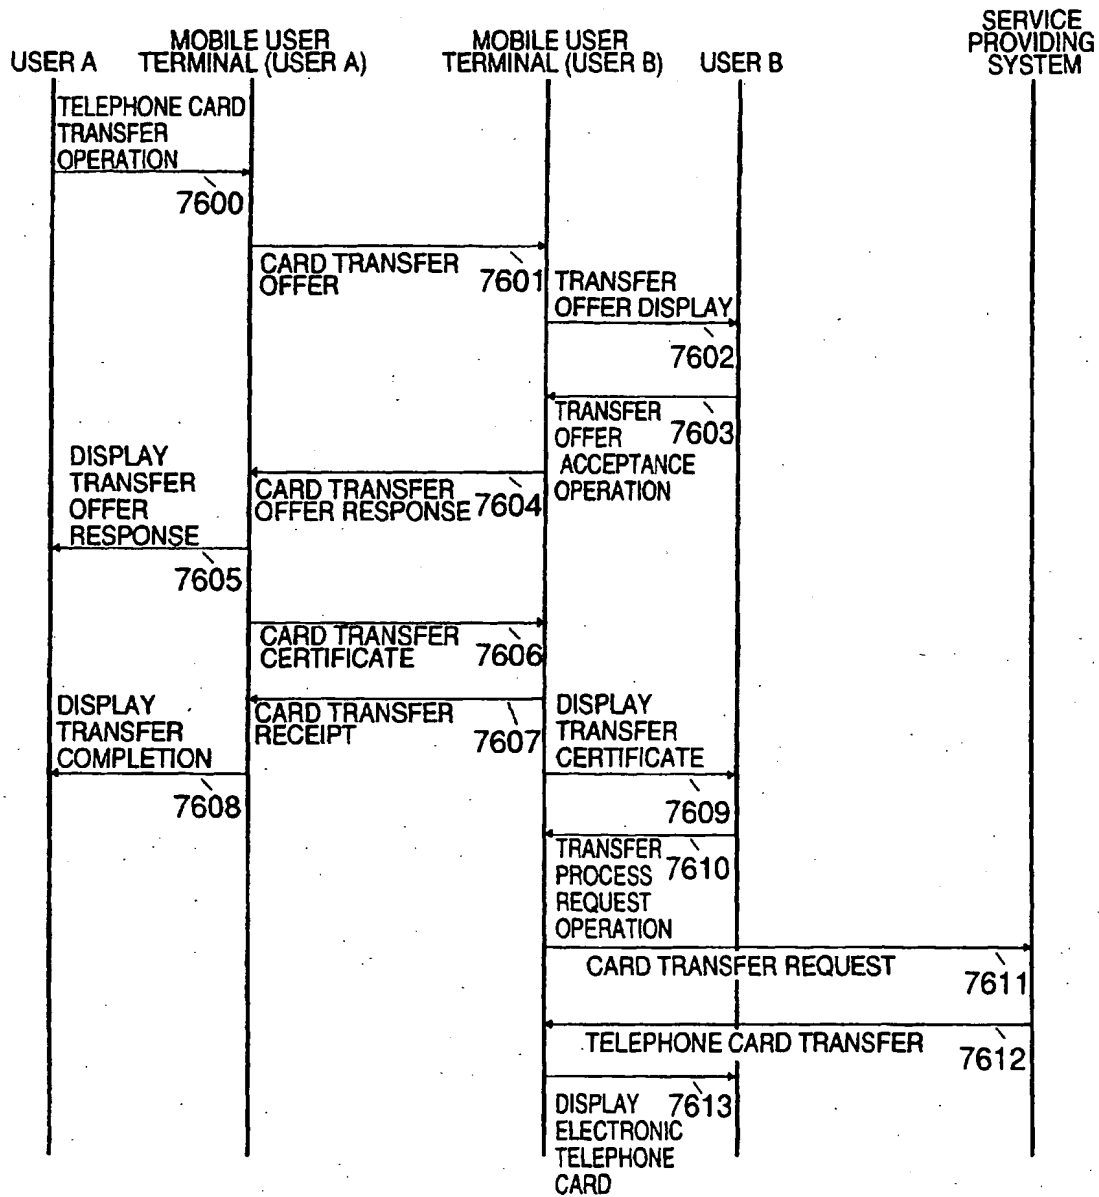 SERVICE
PROVIDING
SYSTEM
USER A
MOBILE USER
TERMINAL (USER A)
MOBILE USER
TERMINAL (USER B)
USER B
TELEPHONE CARD
TRANSFER
OPERATION
7600
CARD TRANSFER
OFFER
7601
TRANSFER
OFFER DISPLAY
7602
TRANSFER
OFFER
ACCEPTANCE
OPERATION
7603
CARD TRANSFER
OFFER RESPONSE
7604
DISPLAY
TRANSFER
OFFER
RESPONSE
7605
CARD TRANSFER
CERTIFICATE
7606
CARD TRANSFER
RECEIPT
7607
DISPLAY
TRANSFER
COMPLETION
7608
DISPLAY
TRANSFER
CERTIFICATE
7609
TRANSFER
PROCESS
REQUEST
OPERATION
7610
CARD TRANSFER REQUEST
7611
TELEPHONE CARD TRANSFER
7612
DISPLAY
ELECTRONIC
TELEPHONE
CARD
7613